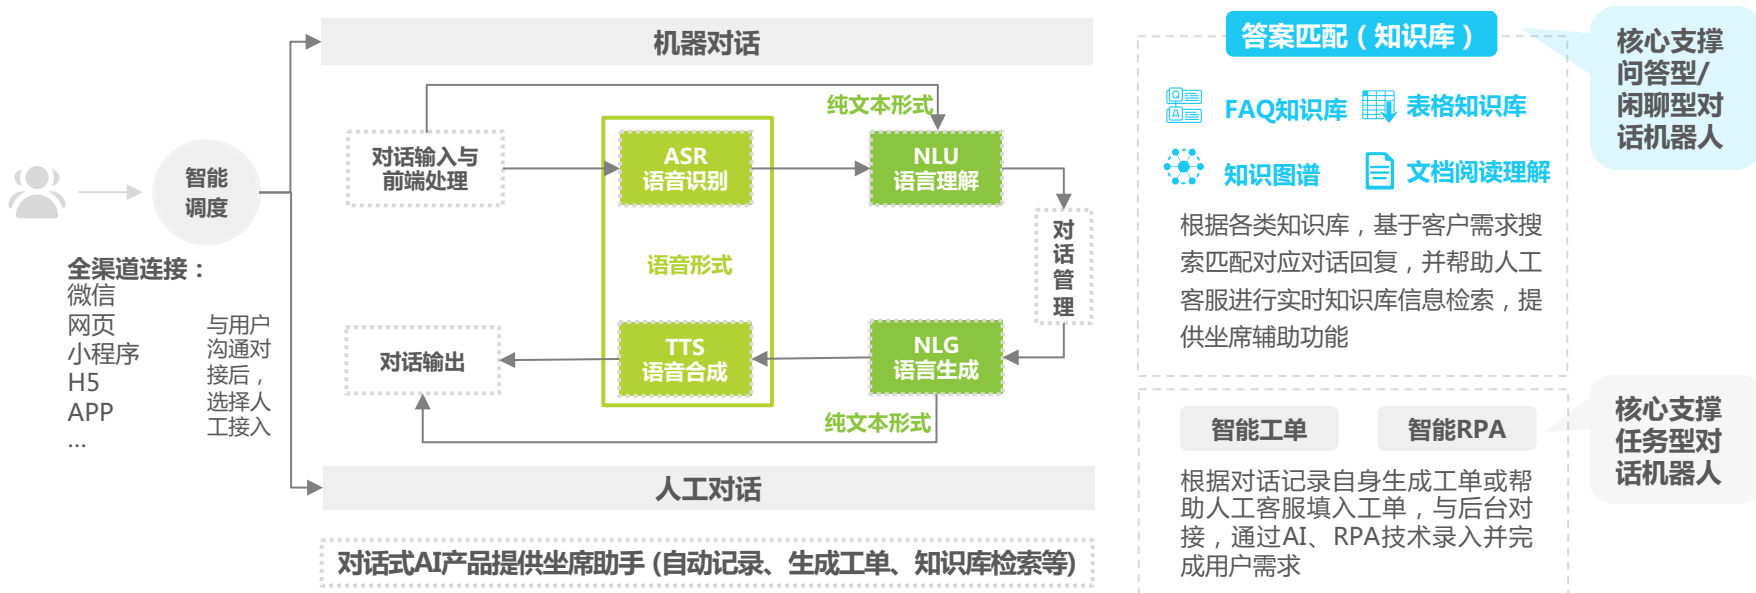 机器对话
纯文本形式
对话输入与
前端处理
ASR
语音识别
NLU
语言理解
智能
调度
语音形式
对
话
管
理
全渠道连接：
微信
网页
小程序
H5
APP
...
与用户
沟通对
接后，
选择人
工接入
对话输出
TTS
语音合成
NLG
语言生成
纯文本形式
人工对话
对话式AI产品提供坐席助手 (自动记录、生成工单、知识库检索等)
答案匹配（知识库）
FAQ知识库
表格知识库
知识图谱
文档阅读理解
根据各类知识库，基于客户需求搜
索匹配对应对话回复，并帮助人工
客服进行实时知识库信息检索，提
供坐席辅助功能
核心支撑
问答型/
闲聊型对
话机器人
智能工单
智能RPA
根据对话记录自身生成工单或帮
助人工客服填入工单，与后台对
接，通过AI、RPA技术录入并完
成用户需求
核心支撑
任务型对
话机器人